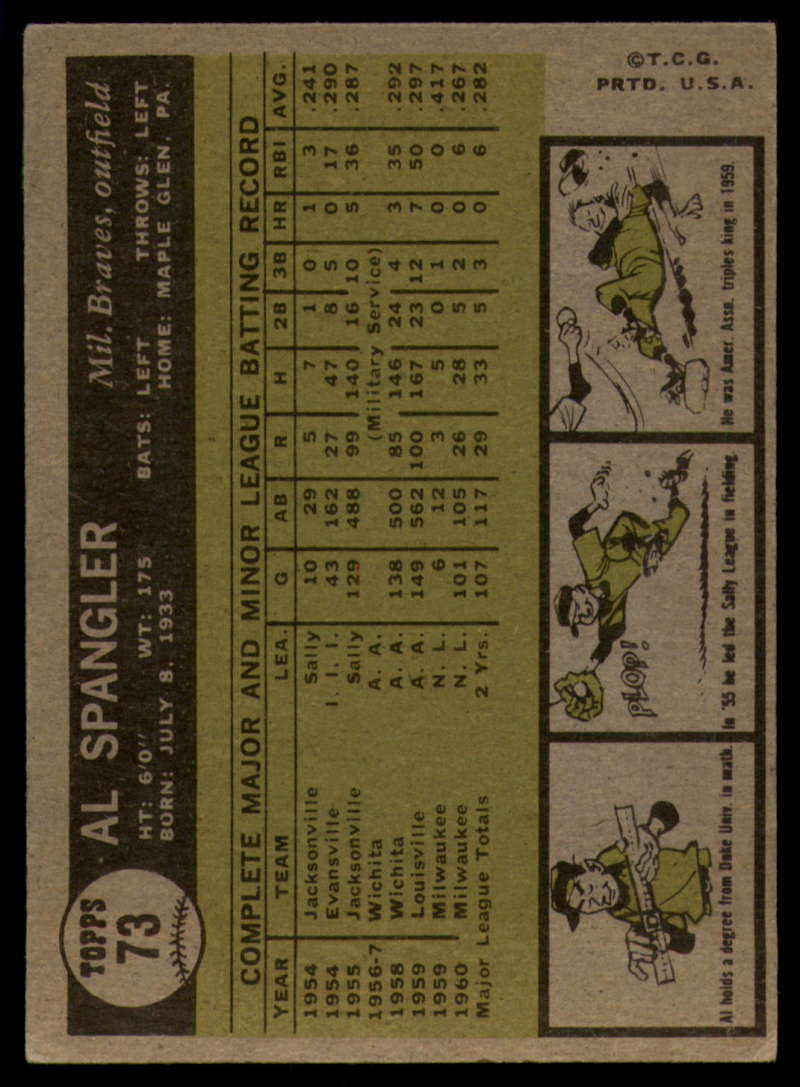 TOPPS
73
AL SPANGLER Mil. Braves, outfield
HT: 6'0" WT: 175 BATS: LEFT THROWS: LEFT
BORN: JULY 8, 1933 HOME: MAPLE GLEN, PA.
COMPLETE MAJOR AND MINOR LEAGUE BATTING RECORD
YEAR TEAM LEA. G AB R H 2B 3B HR RBI AVG.
1954 Jacksonville Sally 10 29 5 7 1 0 1 3 .241
1954 Evansville I. I. I. 43 162 27 47 8 5 0 17 .290
1955 Jacksonville Sally 129 488 99 140 16 10 5 36 .287
1956-7 Wichita A. A. (Military Service)
1958 Wichita A. A. 138 500 85 146 24 4 3 35 .292
1959 Louisville A. A. 149 562 100 167 23 12 7 50 .297
1959 Milwaukee N. L. 6 12 3 5 0 1 0 0 .417
1960 Milwaukee N. L. 101 105 26 28 5 2 0 6 .267
Major League Totals 2 Yrs. 107 117 29 33 5 3 0 6 .282
Al holds a degree from Duke Univ. in math.
plop!
In '55 he led the Sally League in fielding.
He was Amer. Assn. triples king in 1959.
©T.C.G.
PRTD. U.S.A.